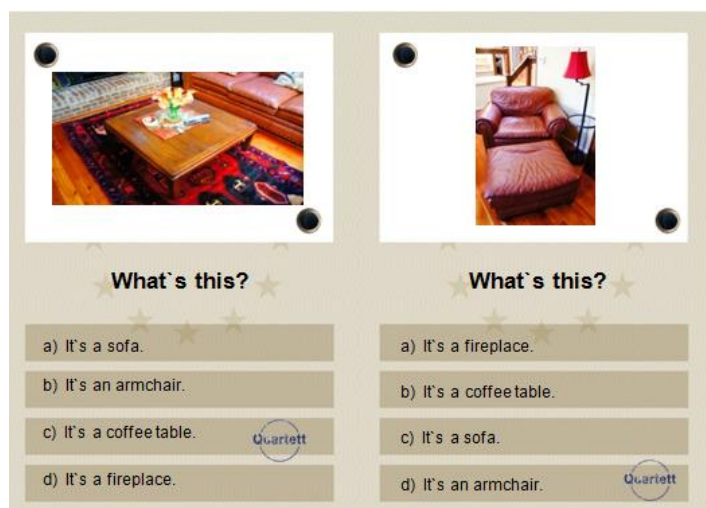 What`s this?
a) It`s a sofa.
b) It`s an armchair.
c) It`s a coffee table.
Quartett
d) It`s a fireplace.
What`s this?
a) It`s a fireplace.
b) It`s a coffee table.
c) It`s a sofa.
d) It`s an armchair.
Quartett